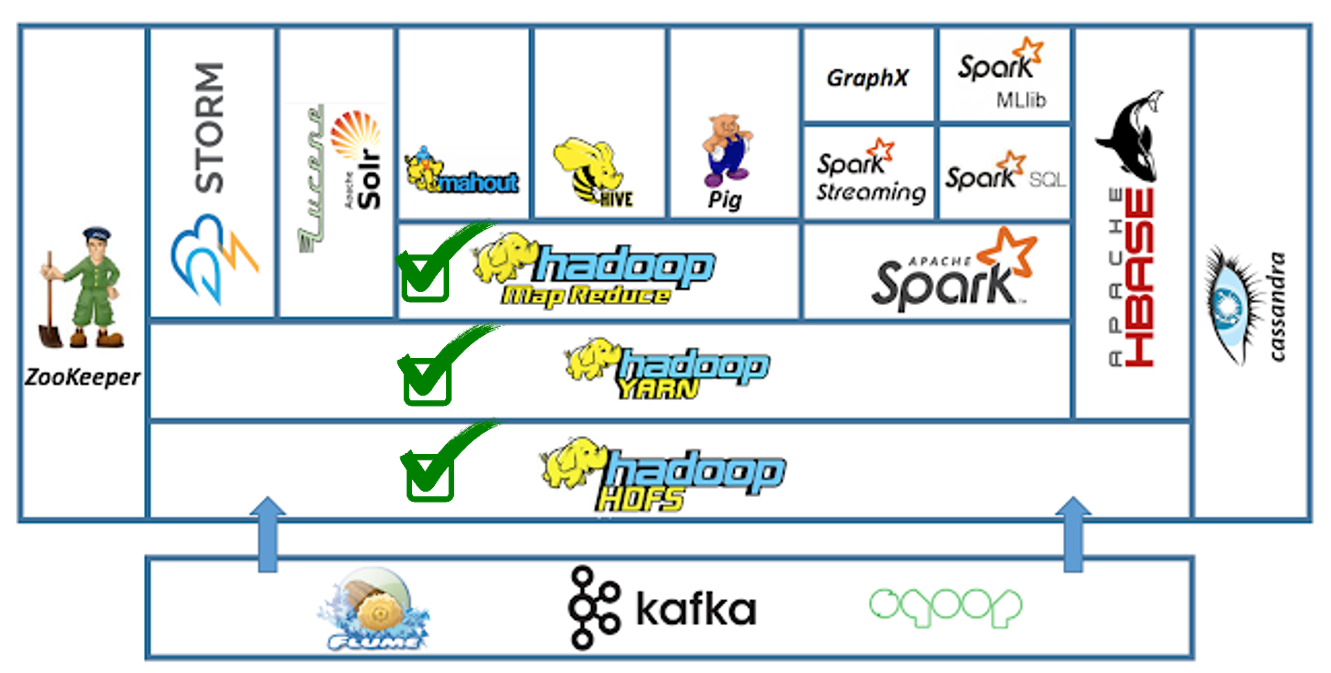 ZooKeeper
STORM
Lucene
Apache
Solr
mahout
HIVE
Pig
GraphX
Spark
MLlib
Spark
Streaming
Spark SQL
hadoop
Map Reduce
APACHE
Spark
TM
hadoop
YARN
hadoop
HDFS
APACHE
HBASE
cassandra
FLUME
kafka
sqoop